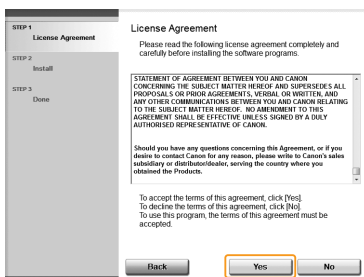 STEP 1
License Agreement
STEP 2
Install
STEP 3
Done
License Agreement
Please read the following license agreement completely and
carefully before installing the software programs.
STATEMENT OF AGREEMENT BETWEEN YOU AND CANON
CONCERNING THE SUBJECT MATTER HEREOF AND SUPERSEDES ALL
PROPOSALS OR PRIOR AGREEMENTS, VERBAL OR WRITTEN, AND
ANY OTHER COMMUNICATIONS BETWEEN YOU AND CANON RELATING
TO THE SUBJECT MATTER HEREOF. NO AMENDMENT TO THIS
AGREEMENT SHALL BE EFFECTIVE UNLESS SIGNED BY A DULY
AUTHORISED REPRESENTATIVE OF CANON.
Should you have any questions concerning this Agreement, or if you
desire to contact Canon for any reason, please write to Canon's sales
subsidiary or distributor/dealer, serving the country where you
obtained the Products.
To accept the terms of this agreement, click [Yes].
To decline the terms of this agreement, click [No].
To use this program, the terms of this agreement must be
accepted.
Back
Yes
No